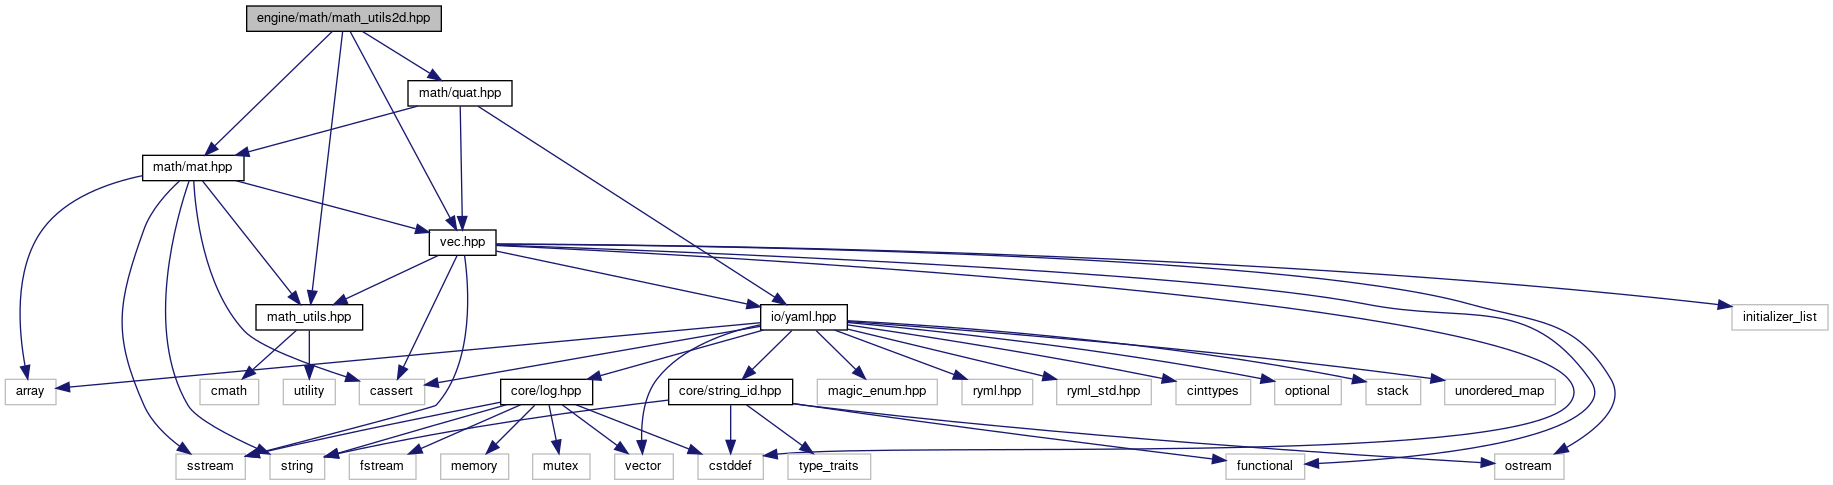 engine/math/math_utils2d.hpp
math/quat.hpp
math/mat.hpp
vec.hpp
math_utils.hpp
io/yaml.hpp
initializer_list
array
cmath
utility
cassert
core/log.hpp
core/string_id.hpp
magic_enum.hpp
ryml.hpp
ryml_std.hpp
cinttypes
optional
stack
unordered_map
sstream
string
fstream
memory
mutex
vector
cstddef
type_traits
functional
ostream